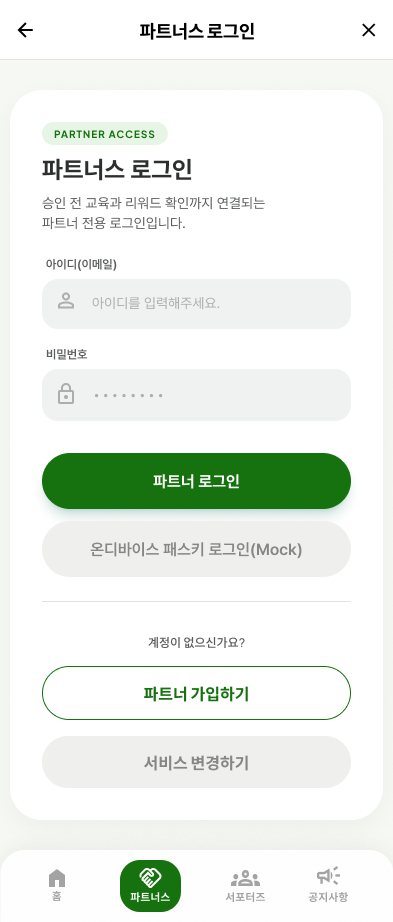 파트너스 로그인
PARTNER ACCESS
파트너스 로그인
승인 전 교육과 리워드 확인까지 연결되는
파트너 전용 로그인입니다.
아이디(이메일)
아이디를 입력해주세요.
비밀번호
파트너 로그인
온디바이스 패스키 로그인(Mock)
계정이 없으신가요?
파트너 가입하기
서비스 변경하기
홈
파트너스
서포터즈
공지사항